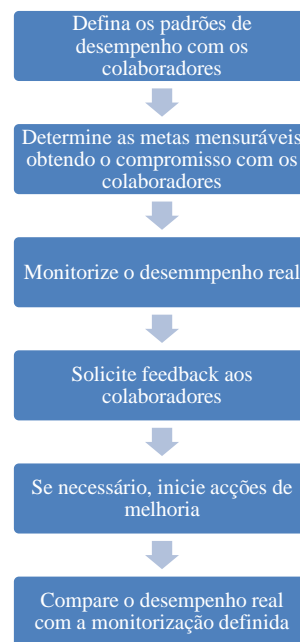 Defina os padrões de
desempenho com os
colaboradores
Determine as metas mensuráveis
obtendo o compromisso com os
colaboradores
Monitorize o desemmpenho real
Solicite feedback aos
colaboradores
Se necessário, inicie acções de
melhoria
Compare o desempenho real
com a monitorização definida